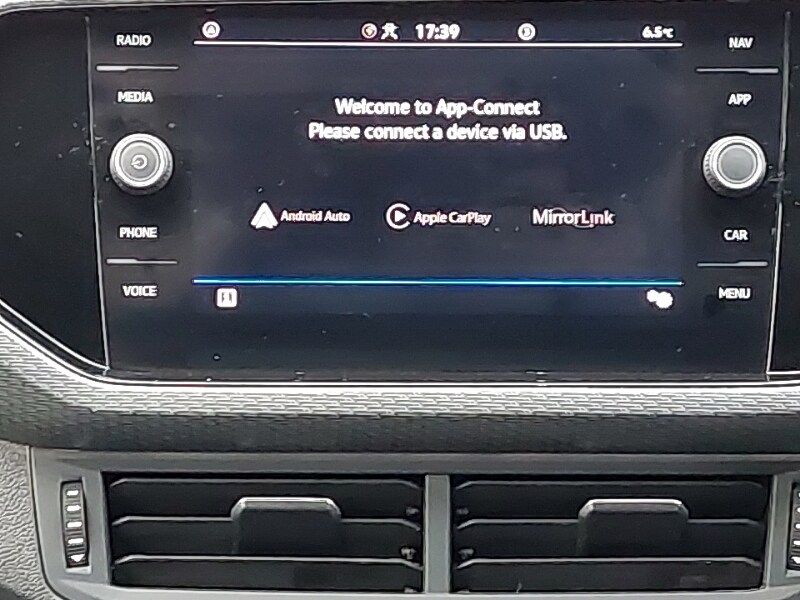 RADIO
MEDIA
PHONE
VOICE
17:39
6.5°C
Welcome to App-Connect
Please connect a device via USB.
Android Auto
Apple CarPlay
MirrorLink
NAV
APP
CAR
MENU